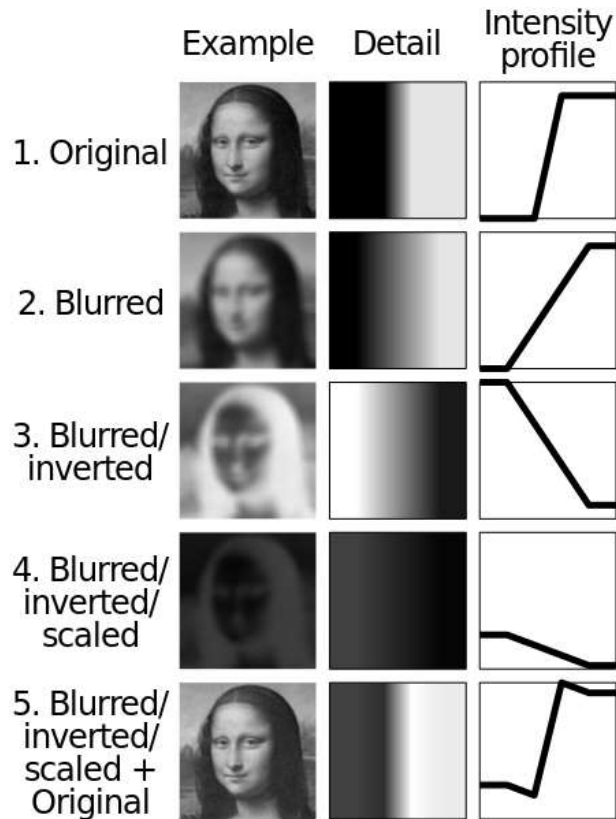 Example Detail Intensity profile
1. Original
2. Blurred
3. Blurred/
inverted
4. Blurred/
inverted/
scaled
5. Blurred/
inverted/
scaled +
Original